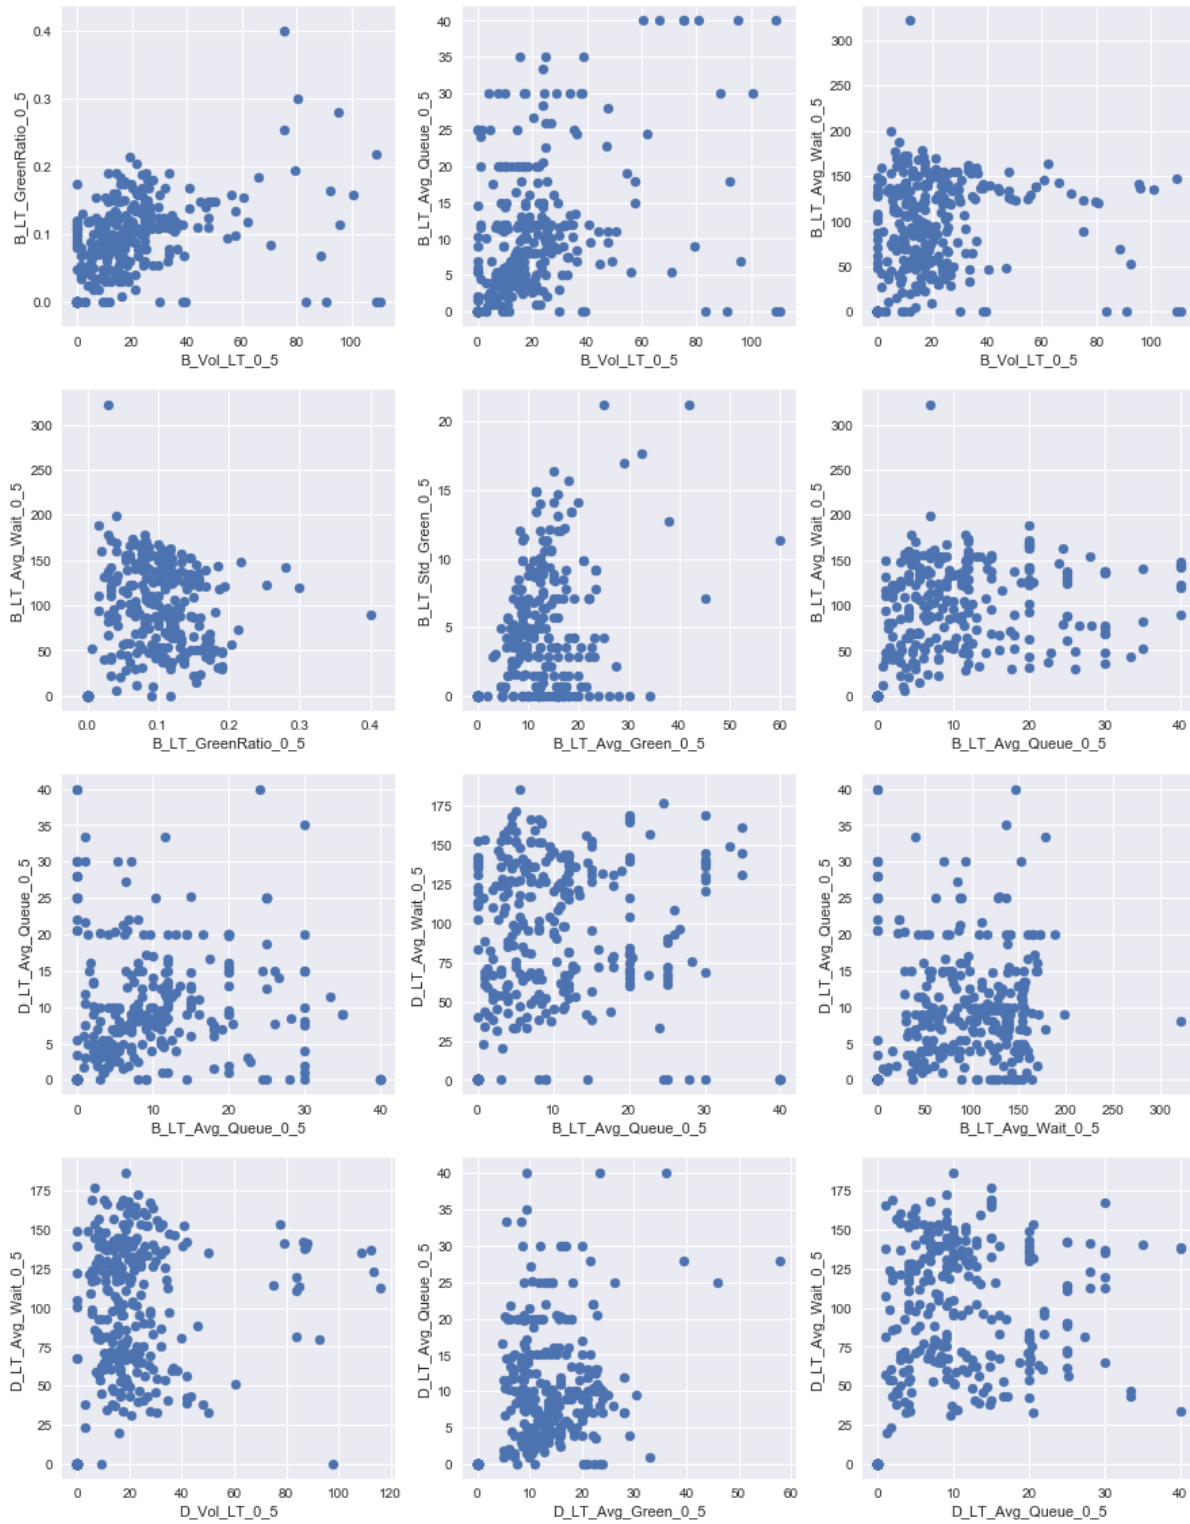 0.4
0.3
0.2
0.1
0.0
B_LT_GreenRatio_0_5
0 20 40 60 80 100
B_Vol_LT_0_5
40
35
30
25
20
15
10
5
0
B_LT_Avg_Queue_0_5
0 20 40 60 80 100
B_Vol_LT_0_5
300
250
200
150
100
50
0
B_LT_Avg_Wait_0_5
0 20 40 60 80 100
B_Vol_LT_0_5
300
250
200
150
100
50
0
B_LT_Avg_Wait_0_5
0.0 0.1 0.2 0.3 0.4
B_LT_GreenRatio_0_5
20
15
10
5
0
B_LT_Std_Green_0_5
0 10 20 30 40 50 60
B_LT_Avg_Green_0_5
300
250
200
150
100
50
0
B_LT_Avg_Wait_0_5
0 10 20 30 40
B_LT_Avg_Queue_0_5
40
35
30
25
20
15
10
5
0
D_LT_Avg_Queue_0_5
0 10 20 30 40
B_LT_Avg_Queue_0_5
175
150
125
100
75
50
25
0
D_LT_Avg_Wait_0_5
0 10 20 30 40
B_LT_Avg_Queue_0_5
40
35
30
25
20
15
10
5
0
D_LT_Avg_Queue_0_5
0 50 100 150 200 250 300
B_LT_Avg_Wait_0_5
175
150
125
100
75
50
25
0
D_LT_Avg_Wait_0_5
0 20 40 60 80 100 120
D_Vol_LT_0_5
40
35
30
25
20
15
10
5
0
D_LT_Avg_Queue_0_5
0 10 20 30 40 50 60
D_LT_Avg_Green_0_5
175
150
125
100
75
50
25
0
D_LT_Avg_Wait_0_5
0 10 20 30 40
D_LT_Avg_Queue_0_5